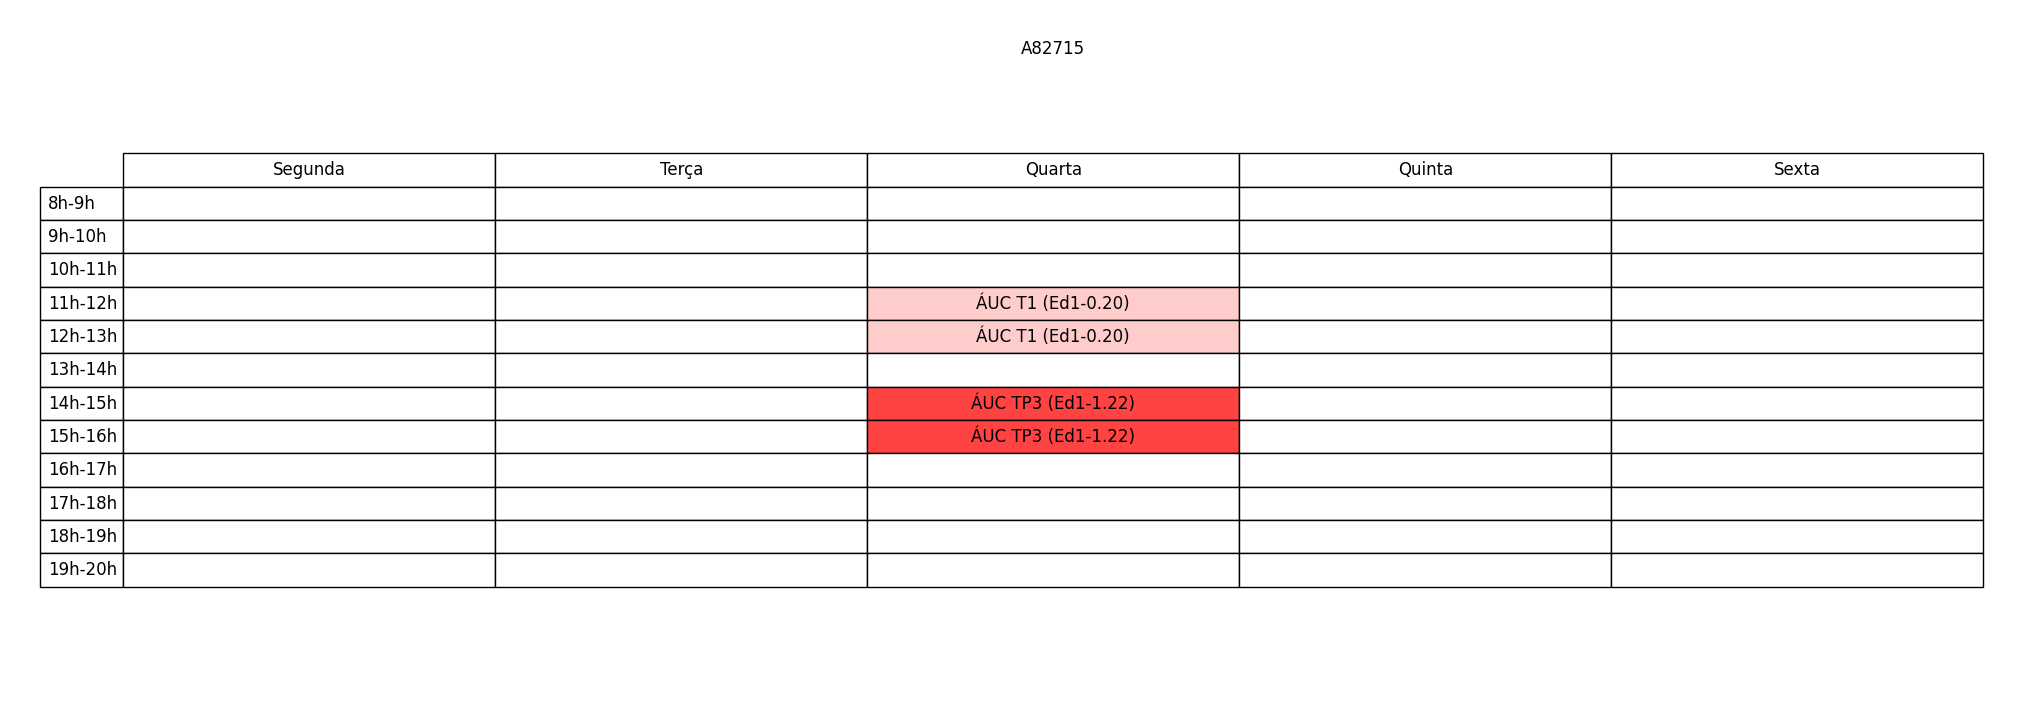 A82715
Segunda Terça Quarta Quinta Sexta
8h-9h
9h-10h
10h-11h
11h-12h ÁUC T1 (Ed1-0.20)
12h-13h ÁUC T1 (Ed1-0.20)
13h-14h
14h-15h ÁUC TP3 (Ed1-1.22)
15h-16h ÁUC TP3 (Ed1-1.22)
16h-17h
17h-18h
18h-19h
19h-20h